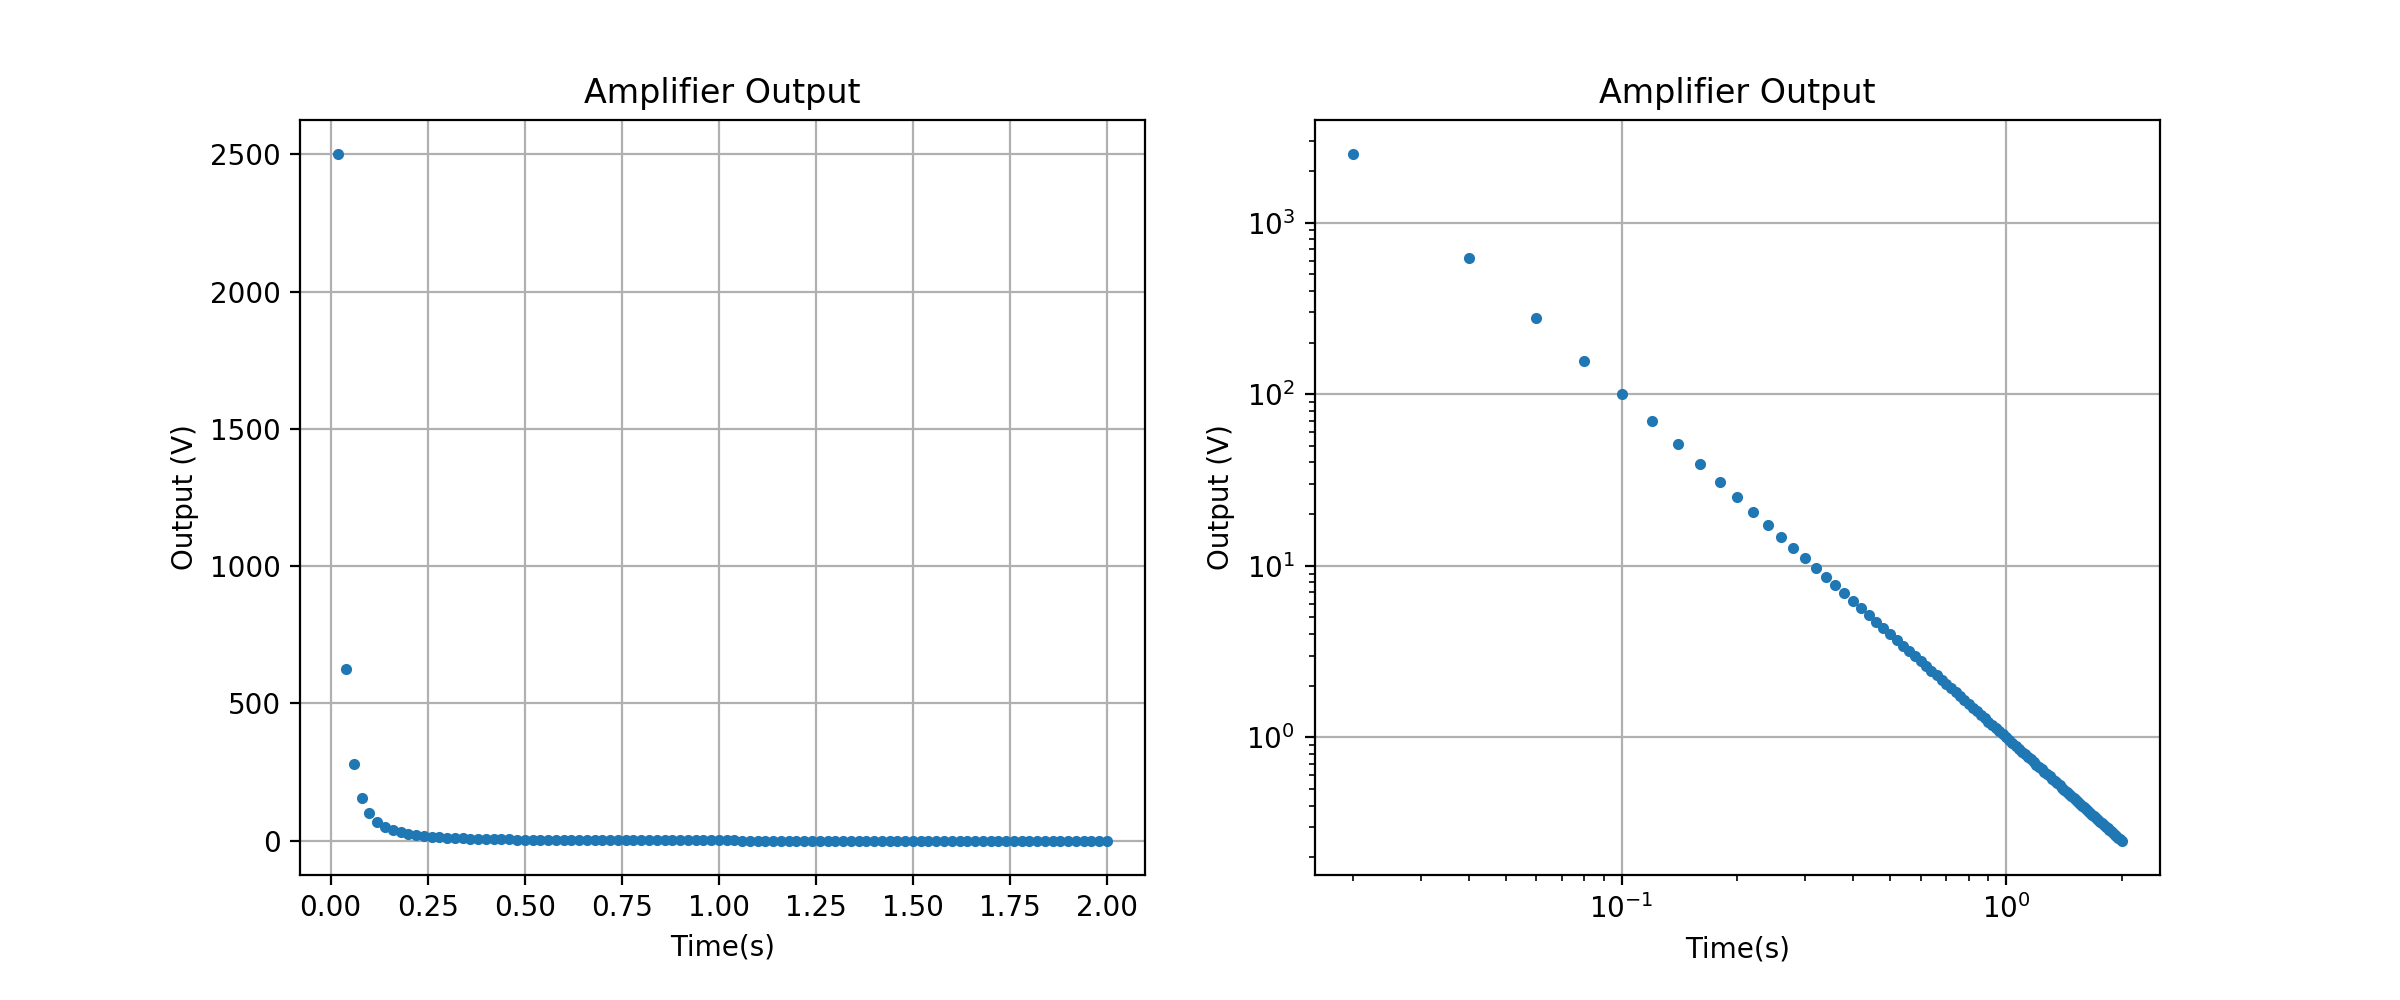 Amplifier Output
2500
2000
1500
1000
500
0
Output (V)
0.00 0.25 0.50 0.75 1.00 1.25 1.50 1.75 2.00
Time(s)
Amplifier Output
10³
10²
10¹
10⁰
Output (V)
10⁻¹ 10⁰
Time(s)